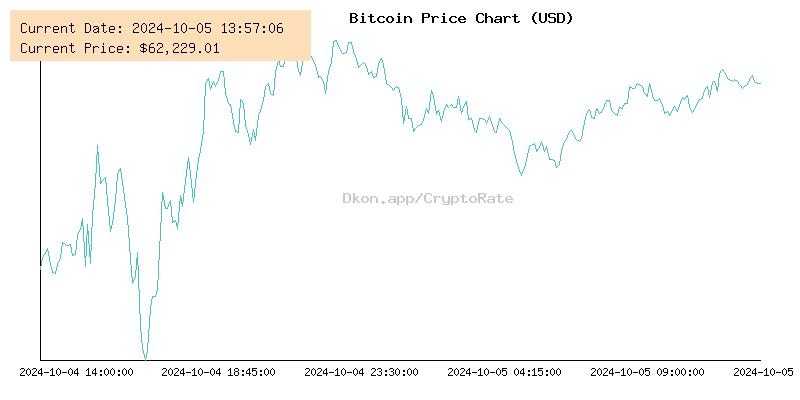 Bitcoin Price Chart (USD)
Current Date: 2024-10-05 13:57:06
Current Price: $62,229.01
Dkon.app/CryptoRate
2024-10-04 14:00:00 2024-10-04 18:45:00 2024-10-04 23:30:00 2024-10-05 04:15:00 2024-10-05 09:00:00 2024-10-05